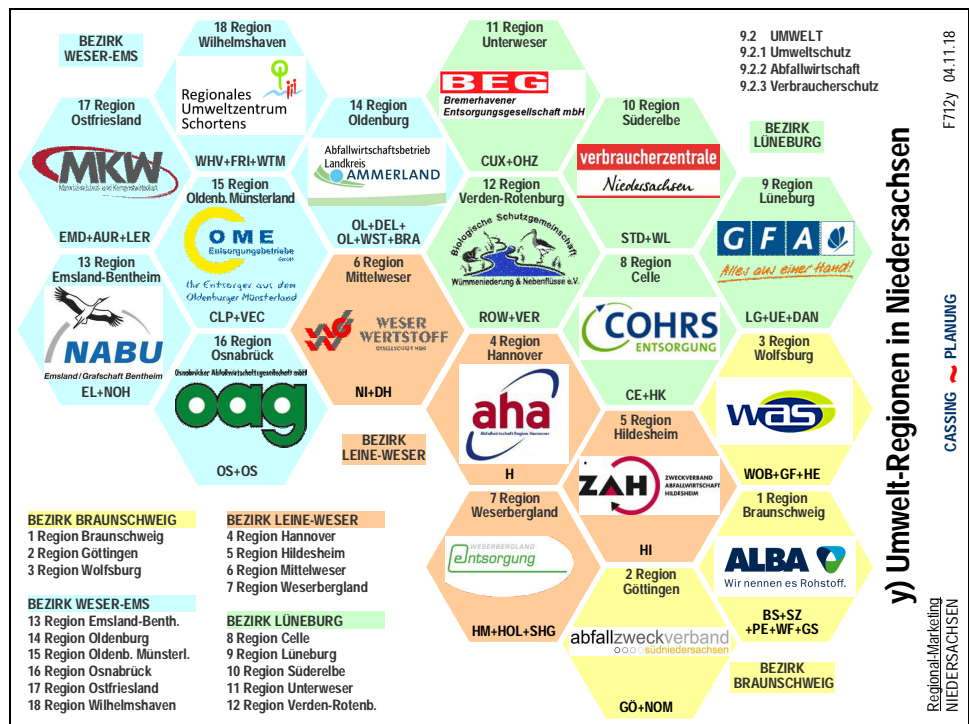 BEZIRK
WESER-EMS
18 Region
Wilhelmshaven
Regionales
Umweltzentrum
Schortens
WHV+FRI+WTM
11 Region
Unterweser
BEG
Bremerhavener
Entsorgungsgesellschaft mbH
CUX+OHZ
9.2 UMWELT
9.2.1 Umweltschutz
9.2.2 Abfallwirtschaft
9.2.3 Verbraucherschutz
17 Region
Ostfriesland
MKW
EMD+AUR+LER
14 Region
Oldenburg
Abfallwirtschaftsbetrieb
Landkreis
AMMERLAND
OL+DEL+
OL+WST+BRA
10 Region
Süderelbe
verbraucherzentrale
Niedersachsen
STD+WL
BEZIRK
LÜNEBURG
15 Region
Oldenb. Münsterland
OME
Entsorgungsbetriebe
GmbH
Ihr Entsorger aus dem
Oldenburger Münsterland
CLP+VEC
12 Region
Verden-Rotenburg
Biologische Schutzgemeinschaft
Wümmeniederung & Nebenflüsse e.V.
ROW+VER
9 Region
Lüneburg
GFA
Alles aus einer Hand!
LG+UE+DAN
13 Region
Emsland-Bentheim
NABU
Emsland/Grafschaft Bentheim
EL+NOH
6 Region
Mittelweser
WESER
WERTSTOFF
GESELLSCHAFT MBH
NI+DH
8 Region
Celle
COHRS
ENTSORGUNG
CE+HK
16 Region
Osnabrück
Osnabrücker Abfallwirtschaftsgesellschaft mbH
oag
OS+OS
4 Region
Hannover
aha
Abfallwirtschaft Region Hannover
H
3 Region
Wolfsburg
was
WOB+GF+HE
BEZIRK
LEINE-WESER
5 Region
Hildesheim
ZAH
ZWECKVERBAND
ABFALLWIRTSCHAFT
HILDESHEIM
HI
7 Region
Weserbergland
WESERBERGLAND
entsorgung
HM+HOL+SHG
1 Region
Braunschweig
ALBA
Wir nennen es Rohstoff.
BS+SZ
+PE+WF+GS
2 Region
Göttingen
abfallzweckverband
südniedersachsen
GÖ+NOM
BEZIRK
BRAUNSCHWEIG
BEZIRK BRAUNSCHWEIG
1 Region Braunschweig
2 Region Göttingen
3 Region Wolfsburg
BEZIRK WESER-EMS
13 Region Emsland-Benth.
14 Region Oldenburg
15 Region Oldenb. Münsterl.
16 Region Osnabrück
17 Region Ostfriesland
18 Region Wilhelmshaven
BEZIRK LEINE-WESER
4 Region Hannover
5 Region Hildesheim
6 Region Mittelweser
7 Region Weserbergland
BEZIRK LÜNEBURG
8 Region Celle
9 Region Lüneburg
10 Region Süderelbe
11 Region Unterweser
12 Region Verden-Rotenb.
y) Umwelt-Regionen in Niedersachsen
F712y 04.11.18
CASSING ~ PLANUNG
Regional-Marketing
NIEDERSACHSEN